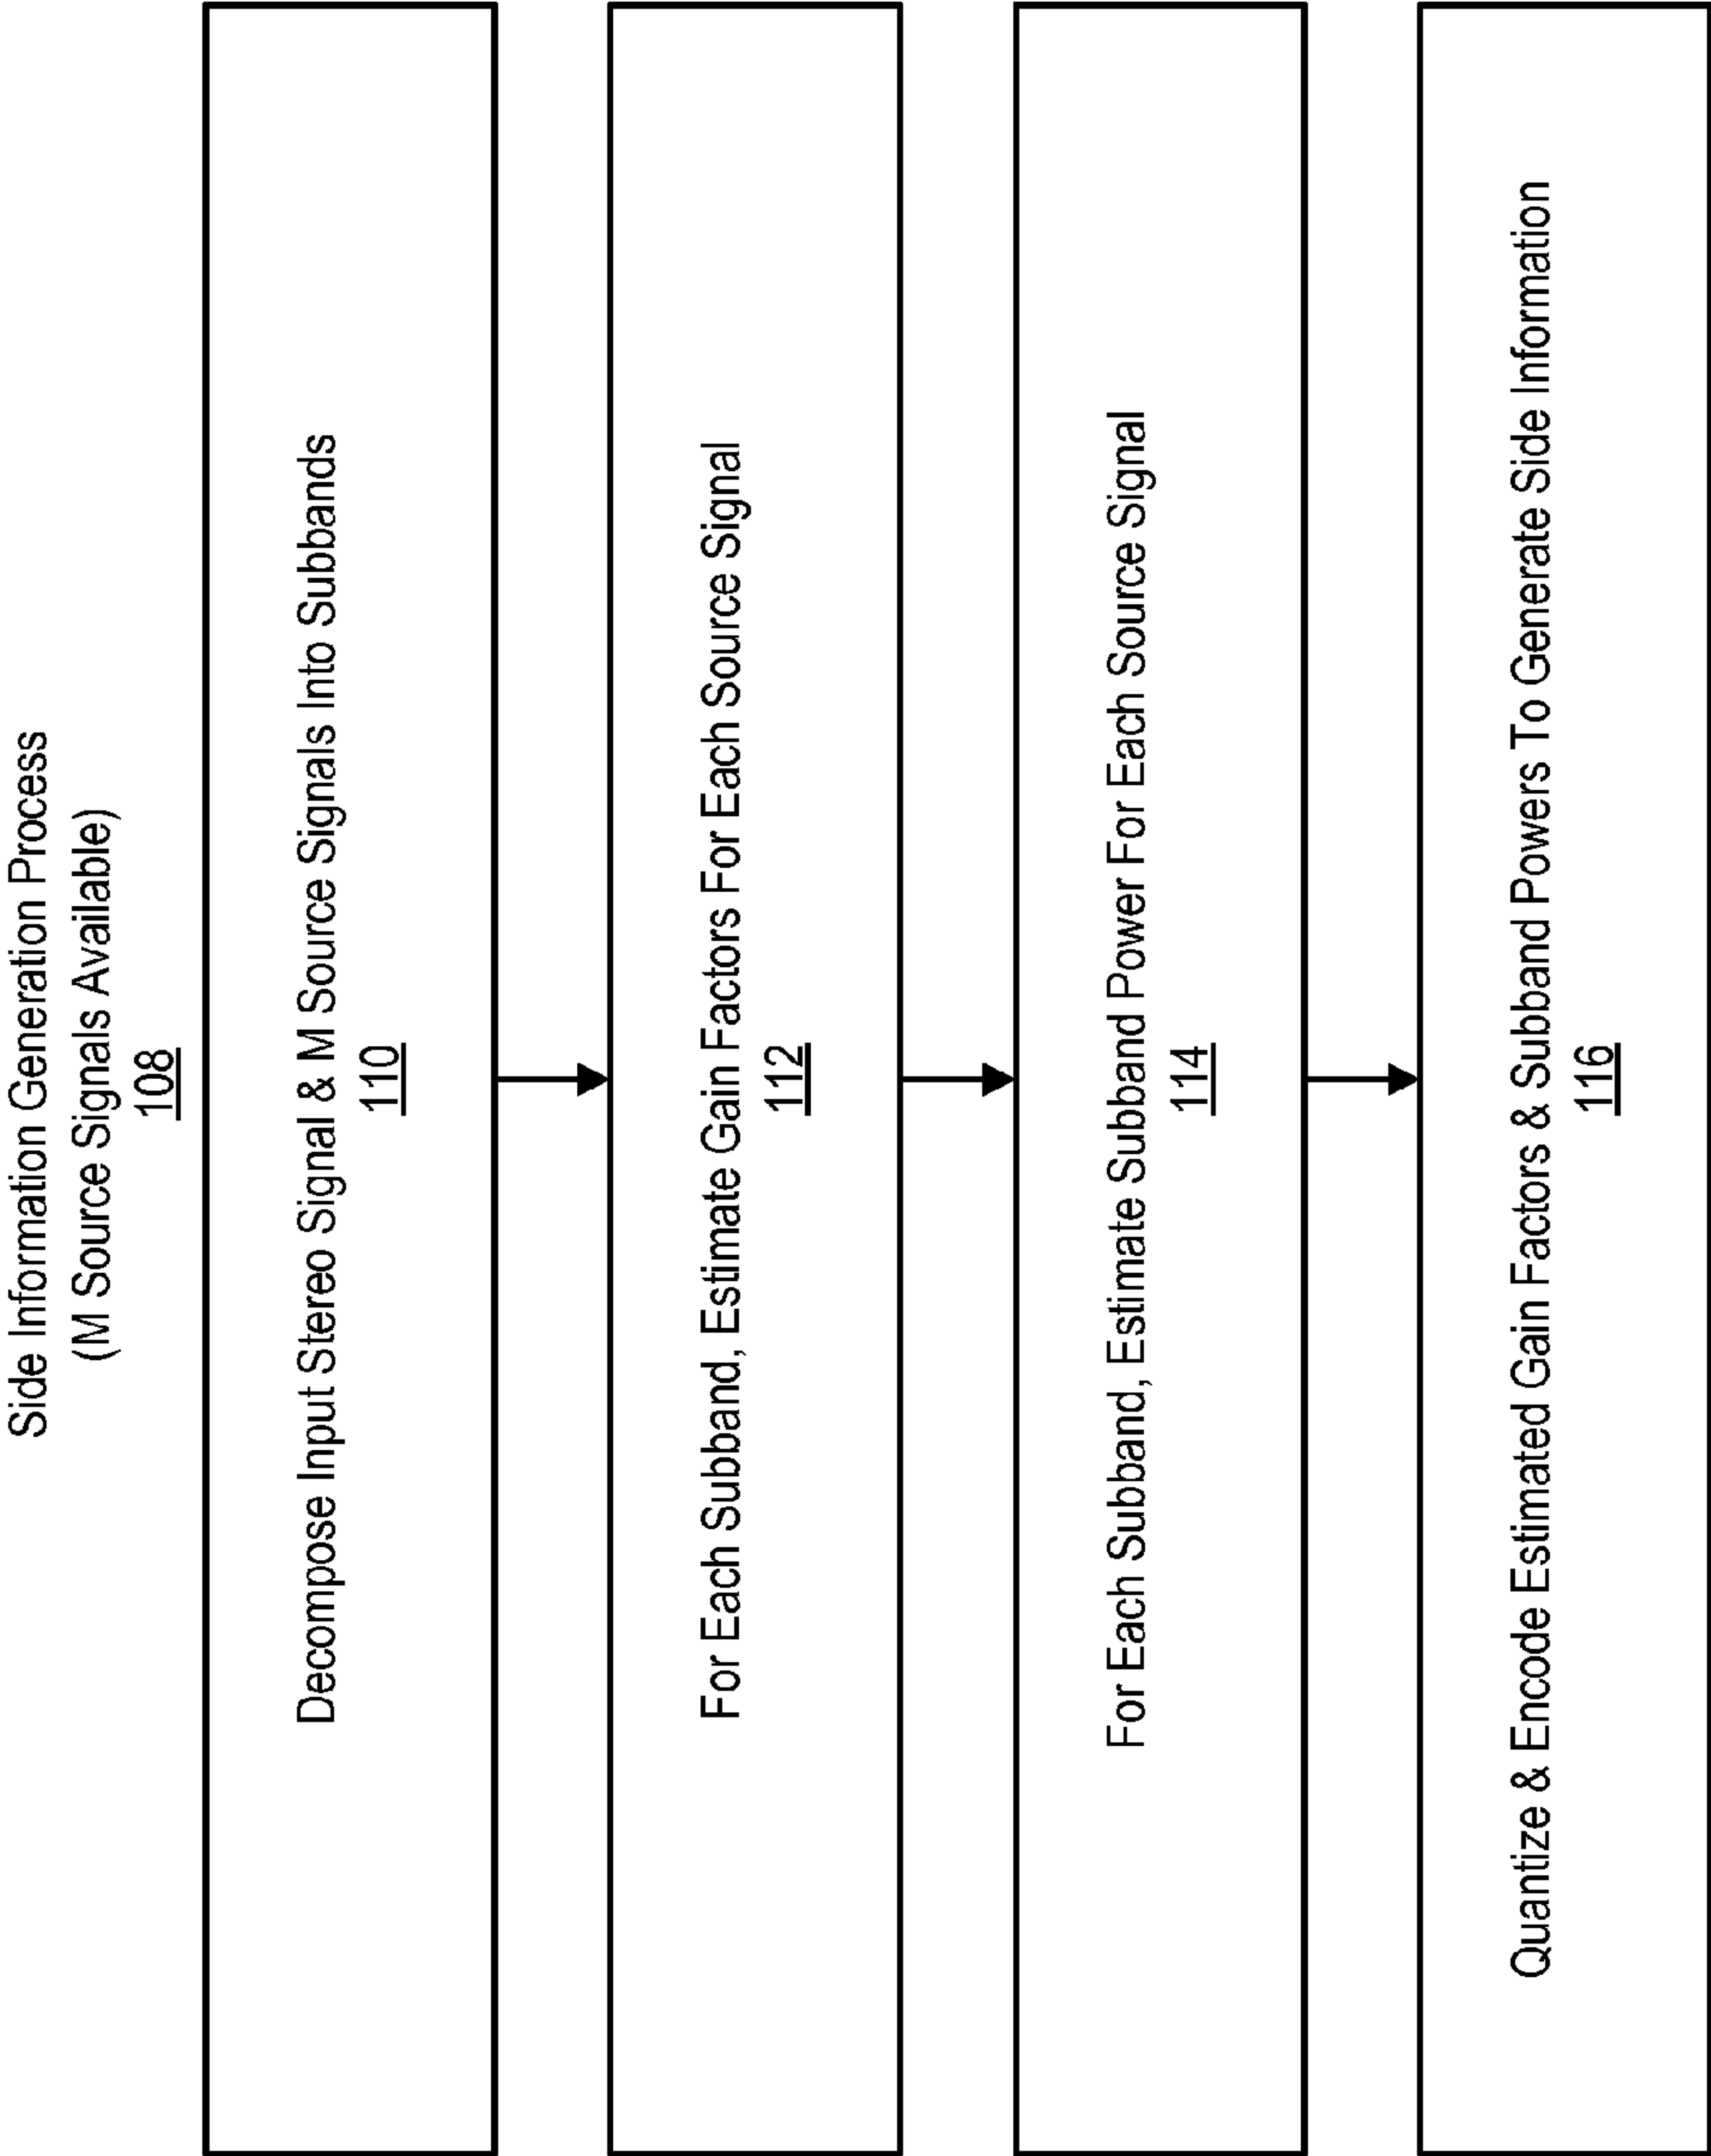 Side Information Generation Process
(M Source Signals Available)
108
Decompose Input Stereo Signal & M Source Signals Into Subbands
110
For Each Subband, Estimate Gain Factors For Each Source Signal
112
For Each Subband, Estimate Subband Power For Each Source Signal
114
Quantize & Encode Estimated Gain Factors & Subband Powers To Generate Side Information
116